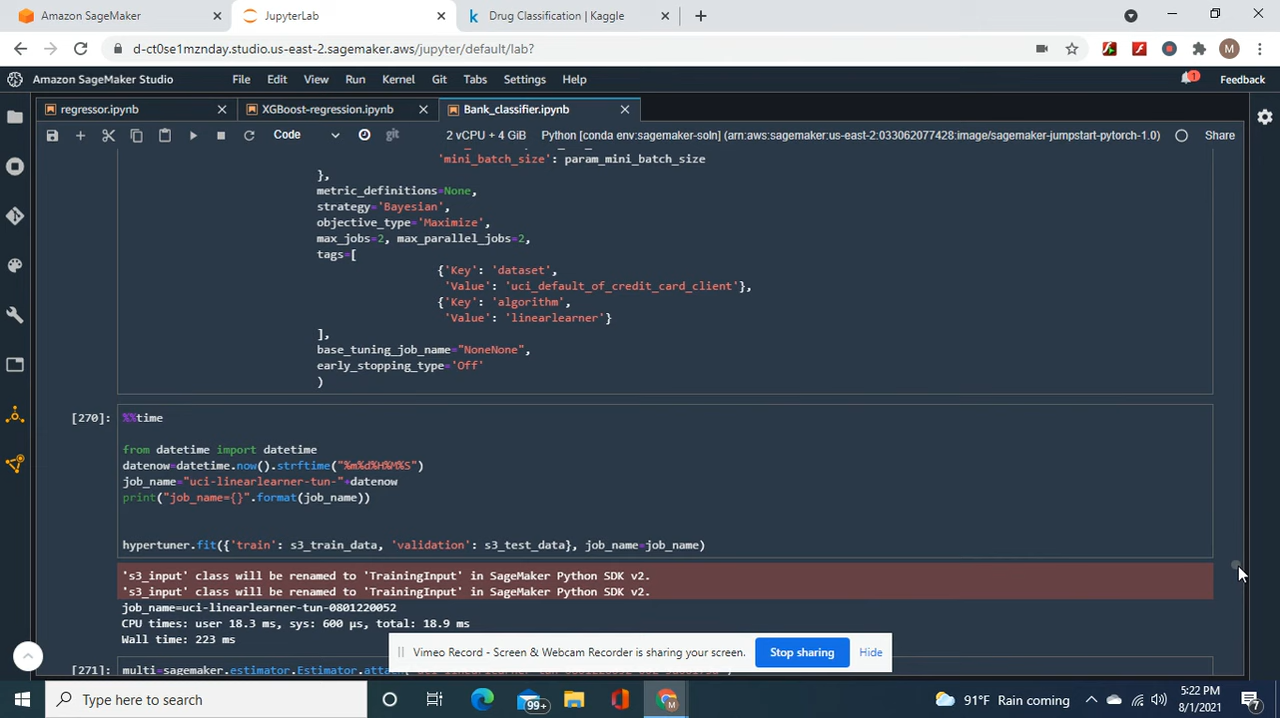 Amazon SageMaker
JupyterLab
Drug Classification | Kaggle
d-ct0se1mznday.studio.us-east-2.sagemaker.aws/jupyter/default/lab?
M
Amazon SageMaker Studio File Edit View Run Kernel Git Tabs Settings Help 1 Feedback
regressor.ipynb XGBoost-regression.ipynb Bank_classifier.ipynb
Code git 2 vCPU + 4 GiB Python [conda env:sagemaker-soln] (arn:aws:sagemaker:us-east-2:033062077428:image/sagemaker-jumpstart-pytorch-1.0) Share
'mini_batch_size': param_mini_batch_size
},
metric_definitions=None,
strategy='Bayesian',
objective_type='Maximize',
max_jobs=2, max_parallel_jobs=2,
tags=[
{'Key': 'dataset',
'Value': 'uci_default_of_credit_card_client'},
{'Key': 'algorithm',
'Value': 'linearlearner'}
],
base_tuning_job_name="NoneNone",
early_stopping_type='Off'
)
[270]: %%time
from datetime import datetime
datenow=datetime.now().strftime("%m%d%H%M%S")
job_name="uci-linearlearner-tun-"+datenow
print("job_name={}".format(job_name))
hypertuner.fit({'train': s3_train_data, 'validation': s3_test_data}, job_name=job_name)
's3_input' class will be renamed to 'TrainingInput' in SageMaker Python SDK v2.
's3_input' class will be renamed to 'TrainingInput' in SageMaker Python SDK v2.
job_name=uci-linearlearner-tun-0801220052
CPU times: user 18.3 ms, sys: 600 µs, total: 18.9 ms
Wall time: 223 ms
Vimeo Record - Screen & Webcam Recorder is sharing your screen. Stop sharing Hide
[271]: multi=sagemaker.estimator.Estimator.attach(
Type here to search 99+ M 91°F Rain coming 5:22 PM
8/1/2021 7